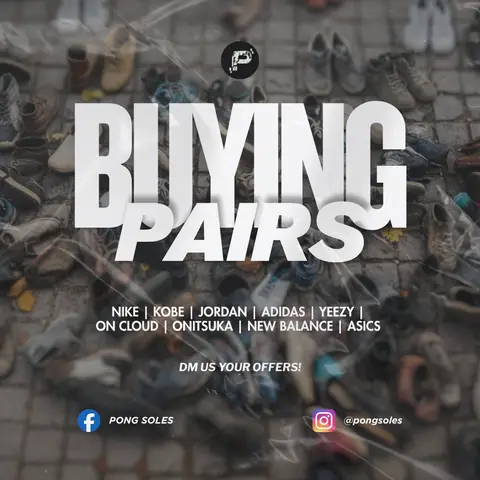 P
BUYING
PAIRS
NIKE | KOBE | JORDAN | ADIDAS | YEEZY |
ON CLOUD | ONITSUKA | NEW BALANCE | ASICS
DM US YOUR OFFERS!
PONG SOLES
@pongsoles